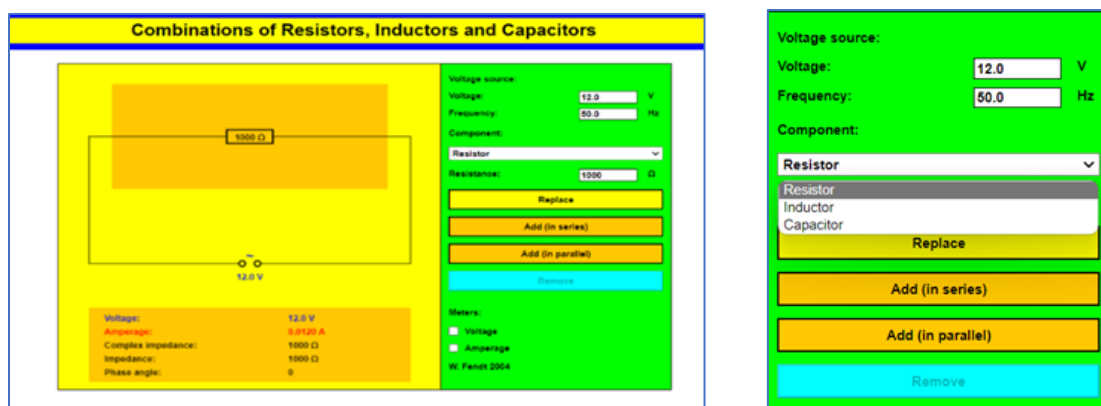 Combinations of Resistors, Inductors and Capacitors
1000 Ω
~
12.0 V
Voltage: 12.0 V
Amperage: 0.0120 A
Complex impedance: 1000 Ω
Impedance: 1000 Ω
Phase angle: 0
Voltage source:
Voltage: 12.0 V
Frequency: 50.0 Hz
Component:
Resistor
Resistance: 1000 Ω
Replace
Add (in series)
Add (in parallel)
Remove
Meters:
Voltage
Amperage
W. Fendt 2004
Voltage source:
Voltage: 12.0 V
Frequency: 50.0 Hz
Component:
Resistor
Resistor
Inductor
Capacitor
Replace
Add (in series)
Add (in parallel)
Remove